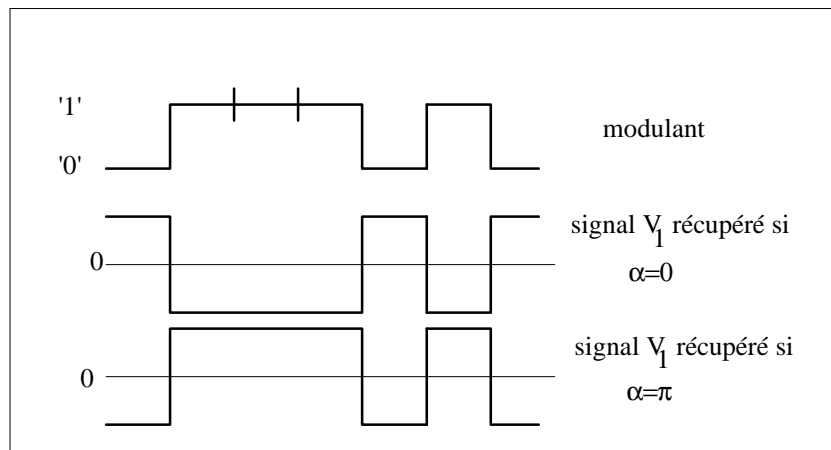 '1'
modulant
'0'
signal V1 récupéré si
0
α=0
signal V1 récupéré si
0
α=π